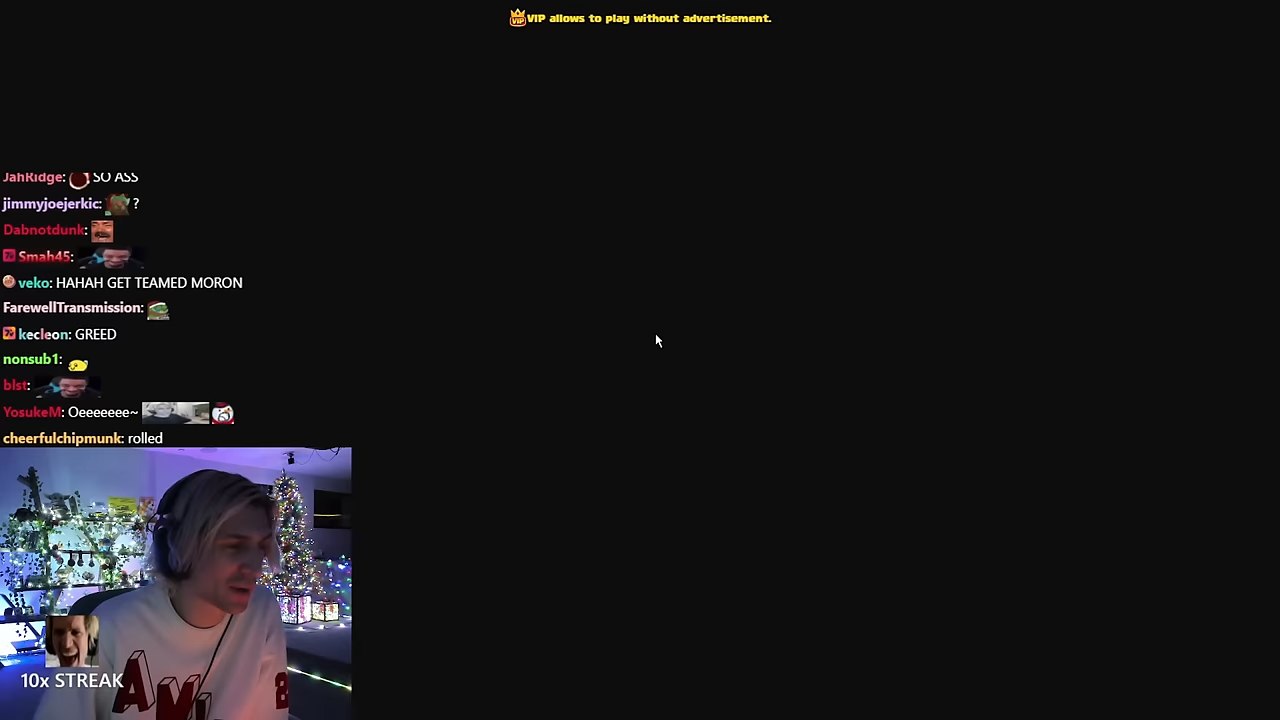 VIP allows to play without advertisement.
JahRidge: SO ASS
jimmyjoejerkic: ?
Dabnotdunk:
Smah45:
veko: HAHAH GET TEAMED MORON
FarewellTransmission:
kecleon: GREED
nonsub1:
blst:
YosukeM: Oeeeeeee~
cheerfulchipmunk: rolled
10x STREAK